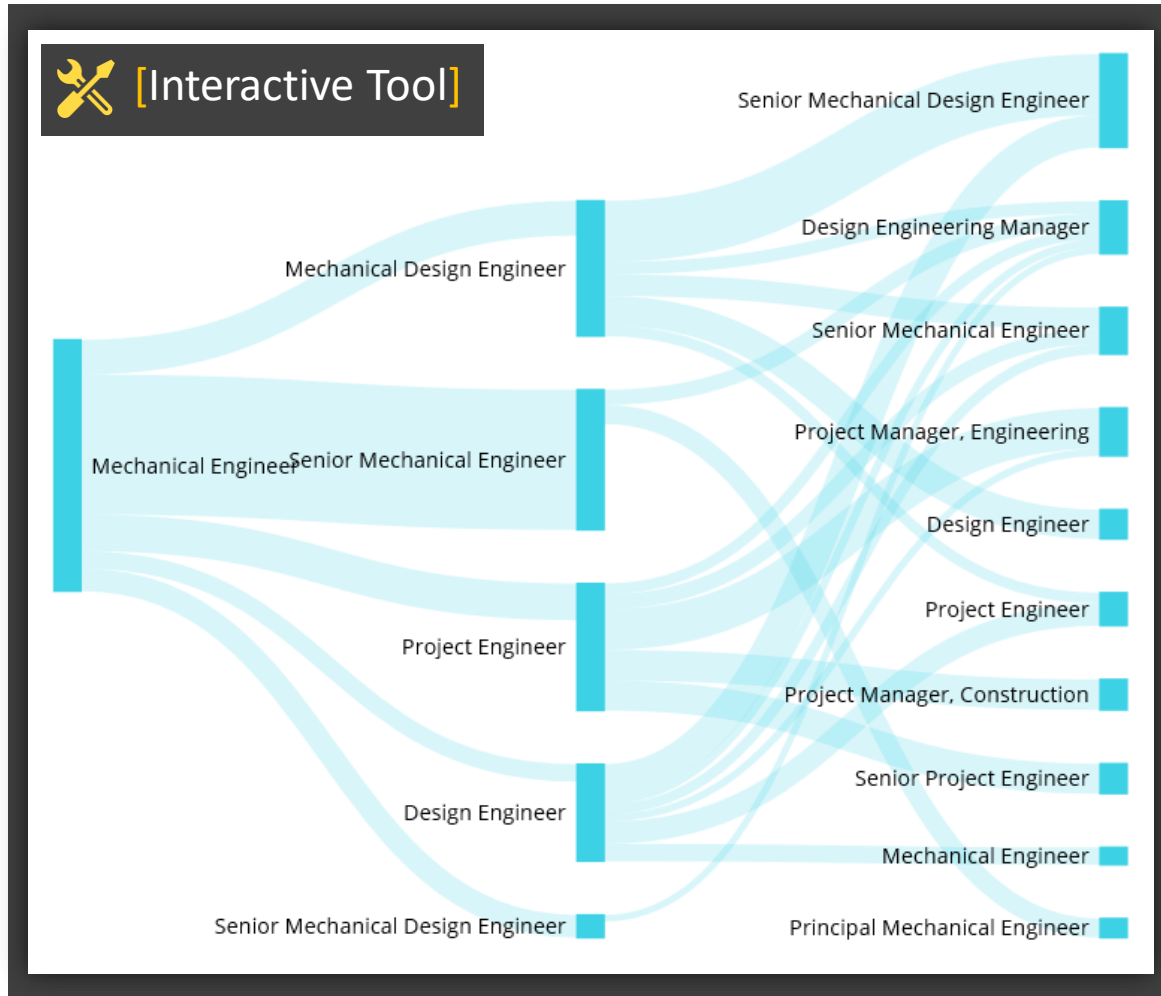 [Interactive Tool]
Mechanical Engineer
Mechanical Design Engineer
Senior Mechanical Engineer
Project Engineer
Design Engineer
Senior Mechanical Design Engineer
Senior Mechanical Design Engineer
Design Engineering Manager
Senior Mechanical Engineer
Project Manager, Engineering
Design Engineer
Project Engineer
Project Manager, Construction
Senior Project Engineer
Mechanical Engineer
Principal Mechanical Engineer